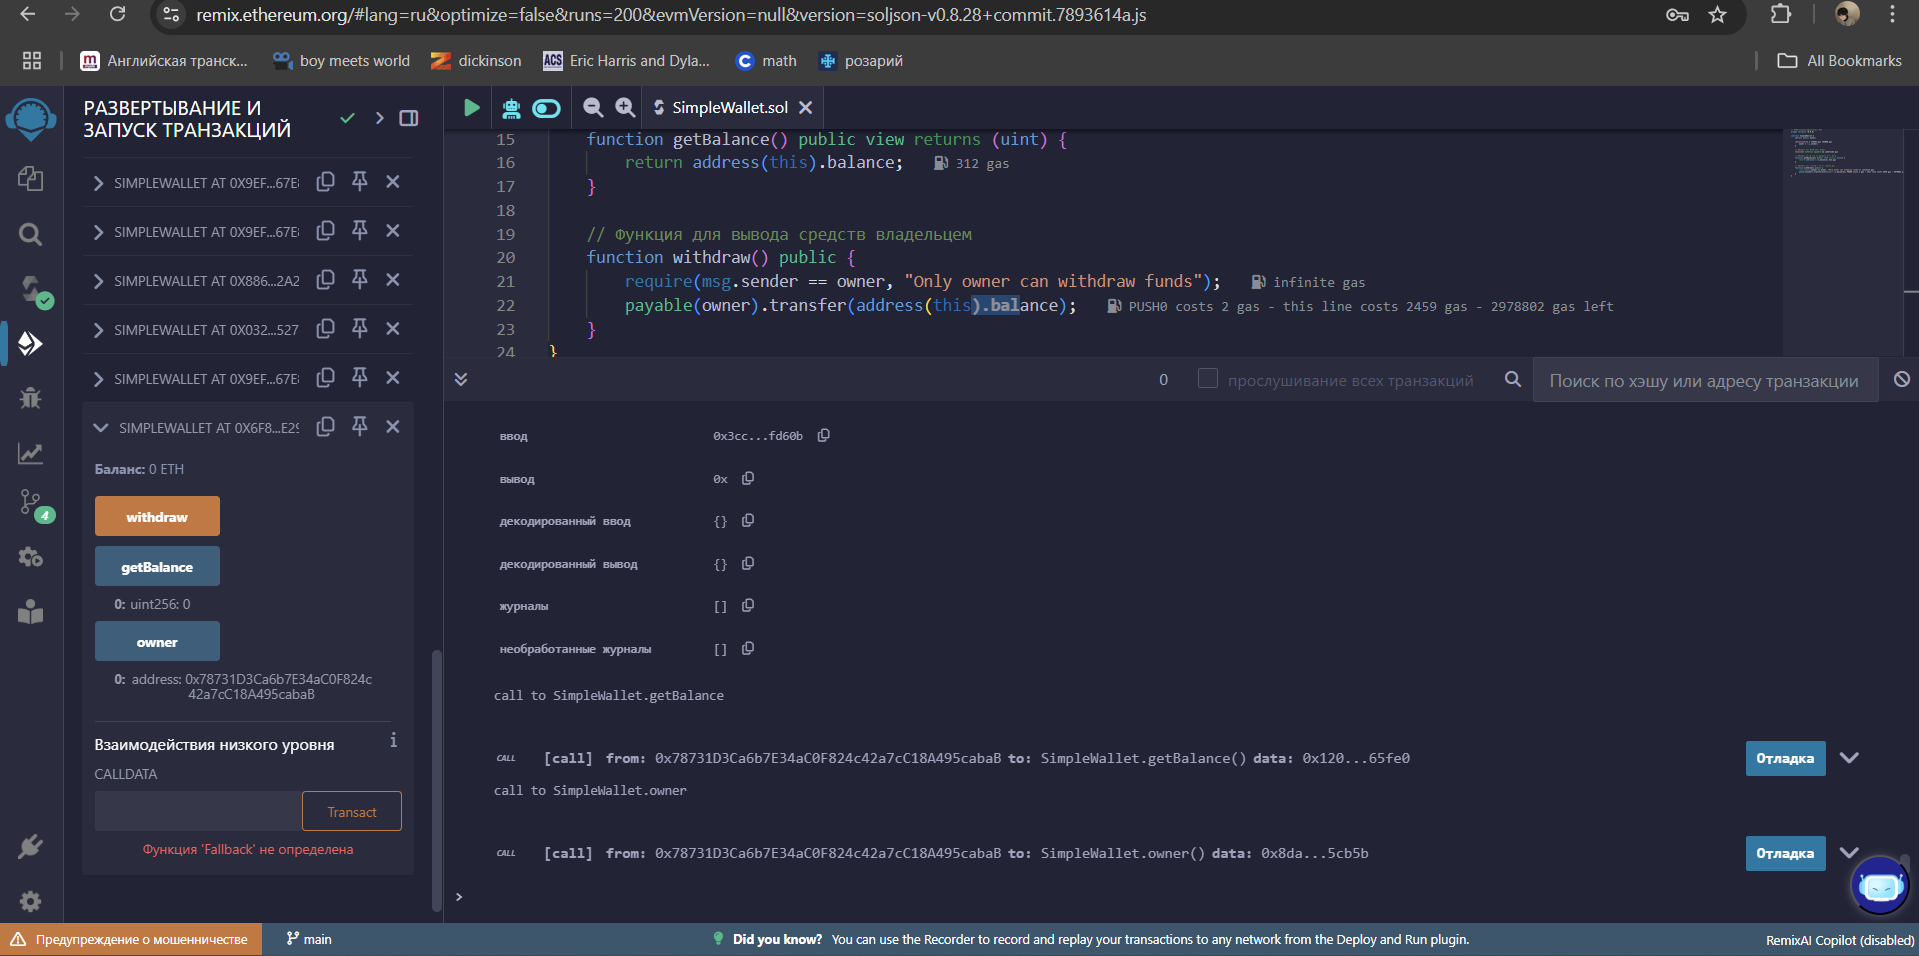 remix.ethereum.org/#lang=ru&optimize=false&runs=200&evmVersion=null&version=soljson-v0.8.28+commit.7893614a.js
Английская транск... boy meets world dickinson ACS Eric Harris and Dyla... math розарий All Bookmarks
РАЗВЕРТЫВАНИЕ И
ЗАПУСК ТРАНЗАКЦИЙ
SIMPLEWALLET AT 0X9EF...67E
SIMPLEWALLET AT 0X9EF...67E
SIMPLEWALLET AT 0X886...2A2
SIMPLEWALLET AT 0X032...527
SIMPLEWALLET AT 0X9EF...67E
SIMPLEWALLET AT 0X6F8...E29
Баланс: 0 ETH
withdraw
getBalance
0: uint256: 0
owner
0: address: 0x78731D3Ca6b7E34aC0F824c
42a7cC18A495cabaB
Взаимодействия низкого уровня
CALLDATA
Transact
Функция 'Fallback' не определена
SimpleWallet.sol
15 function getBalance() public view returns (uint) {
16 return address(this).balance; 312 gas
17 }
18
19 // Функция для вывода средств владельцем
20 function withdraw() public {
21 require(msg.sender == owner, "Only owner can withdraw funds"); infinite gas
22 payable(owner).transfer(address(this).balance); PUSH0 costs 2 gas - this line costs 2459 gas - 2978802 gas left
23 }
24 }
0 прослушивание всех транзакций Поиск по хэшу или адресу транзакции
ввод 0x3cc...fd60b
вывод 0x
декодированный ввод {}
декодированный вывод {}
журналы []
необработанные журналы []
call to SimpleWallet.getBalance
CALL [call] from: 0x78731D3Ca6b7E34aC0F824c42a7cC18A495cabaB to: SimpleWallet.getBalance() data: 0x120...65fe0 Отладка
call to SimpleWallet.owner
CALL [call] from: 0x78731D3Ca6b7E34aC0F824c42a7cC18A495cabaB to: SimpleWallet.owner() data: 0x8da...5cb5b Отладка
>
4
Предупреждение о мошенничестве main Did you know? You can use the Recorder to record and replay your transactions to any network from the Deploy and Run plugin. RemixAI Copilot (disabled)